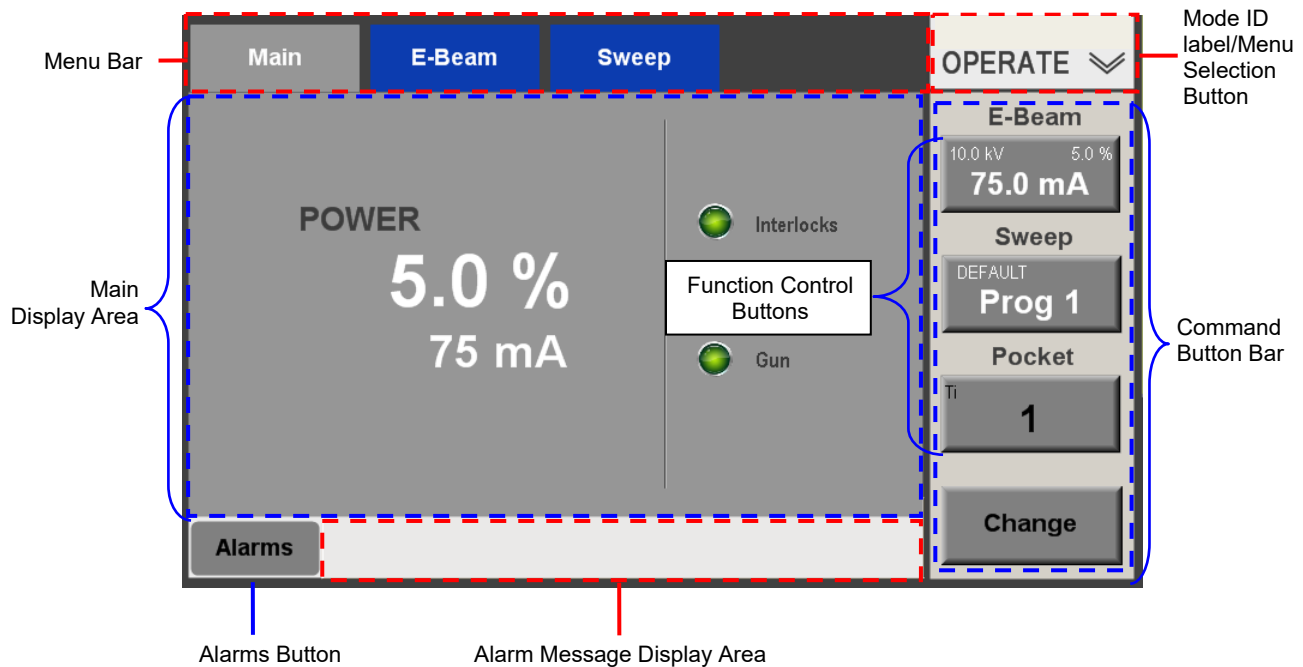 Mode ID
label/Menu
Selection
Button
Menu Bar
Main
E-Beam
Sweep
OPERATE
E-Beam
10.0 kV 5.0 %
75.0 mA
POWER
5.0 %
75 mA
Interlocks
Function Control
Buttons
Gun
Sweep
DEFAULT
Prog 1
Main
Display Area
Command
Button Bar
Pocket
Ti
1
Change
Alarms
Alarms Button
Alarm Message Display Area